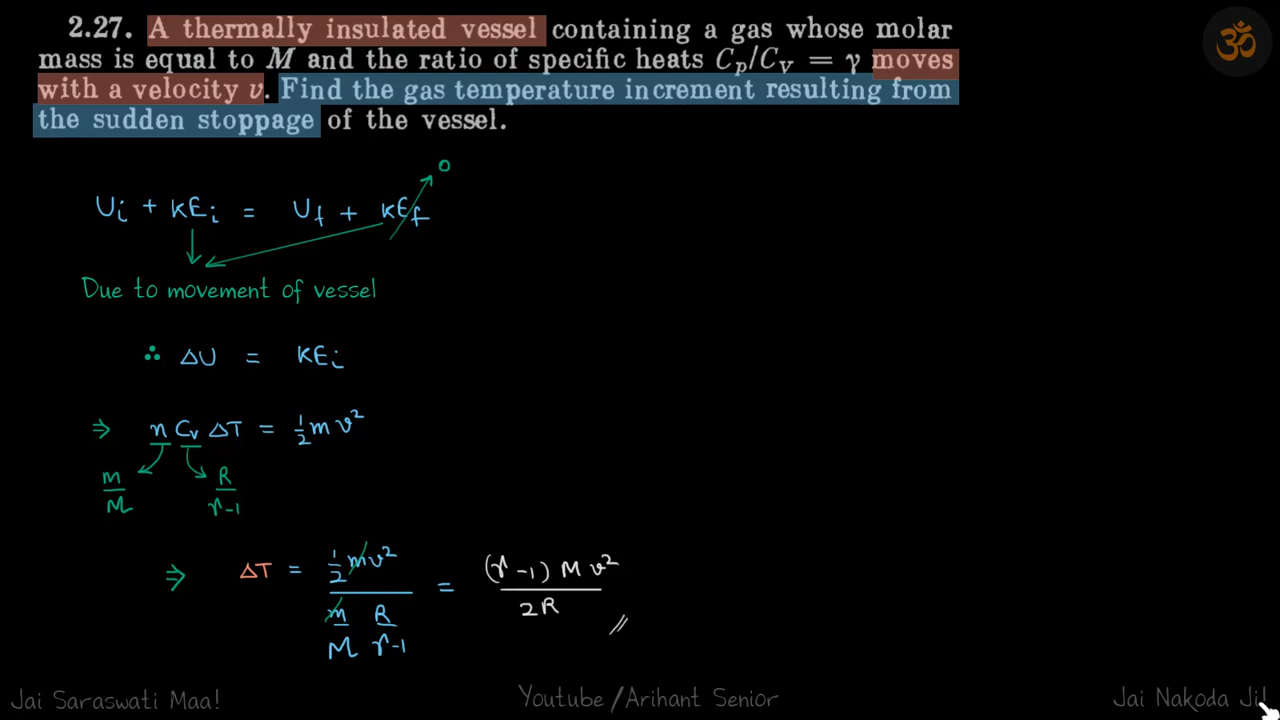 2.27. A thermally insulated vessel containing a gas whose molar
mass is equal to M and the ratio of specific heats Cp/CV = γ moves
with a velocity v. Find the gas temperature increment resulting from
the sudden stoppage of the vessel.
ॐ
0
Ui + KEi = Uf + KEf
Due to movement of vessel
∴ ΔU = KEi
⇒ n Cv ΔT = 1/2 m v²
m/M R/γ-1
⇒ ΔT = 1/2 m v² / (m/M R/γ-1) = (γ-1) M v² / 2R //
Jai Saraswati Maa! Youtube/Arihant Senior Jai Nakoda Ji!